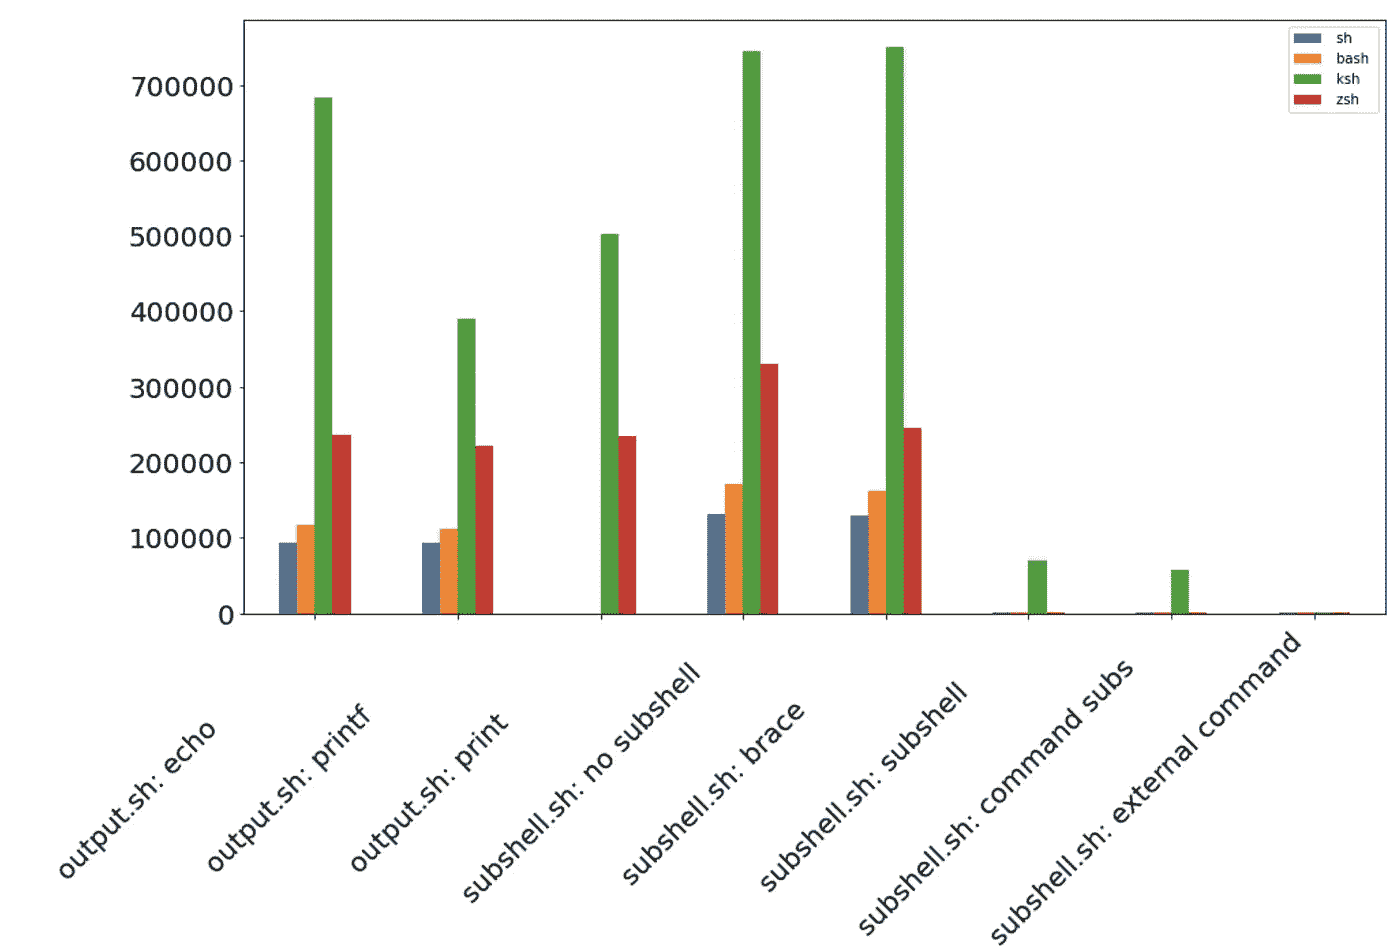 700000
600000
500000
400000
300000
200000
100000
0
sh
bash
ksh
zsh
output.sh: echo
output.sh: printf
output.sh: print
subshell.sh: no subshell
subshell.sh: brace
subshell.sh: subshell
subshell.sh: command subs
subshell.sh: external command